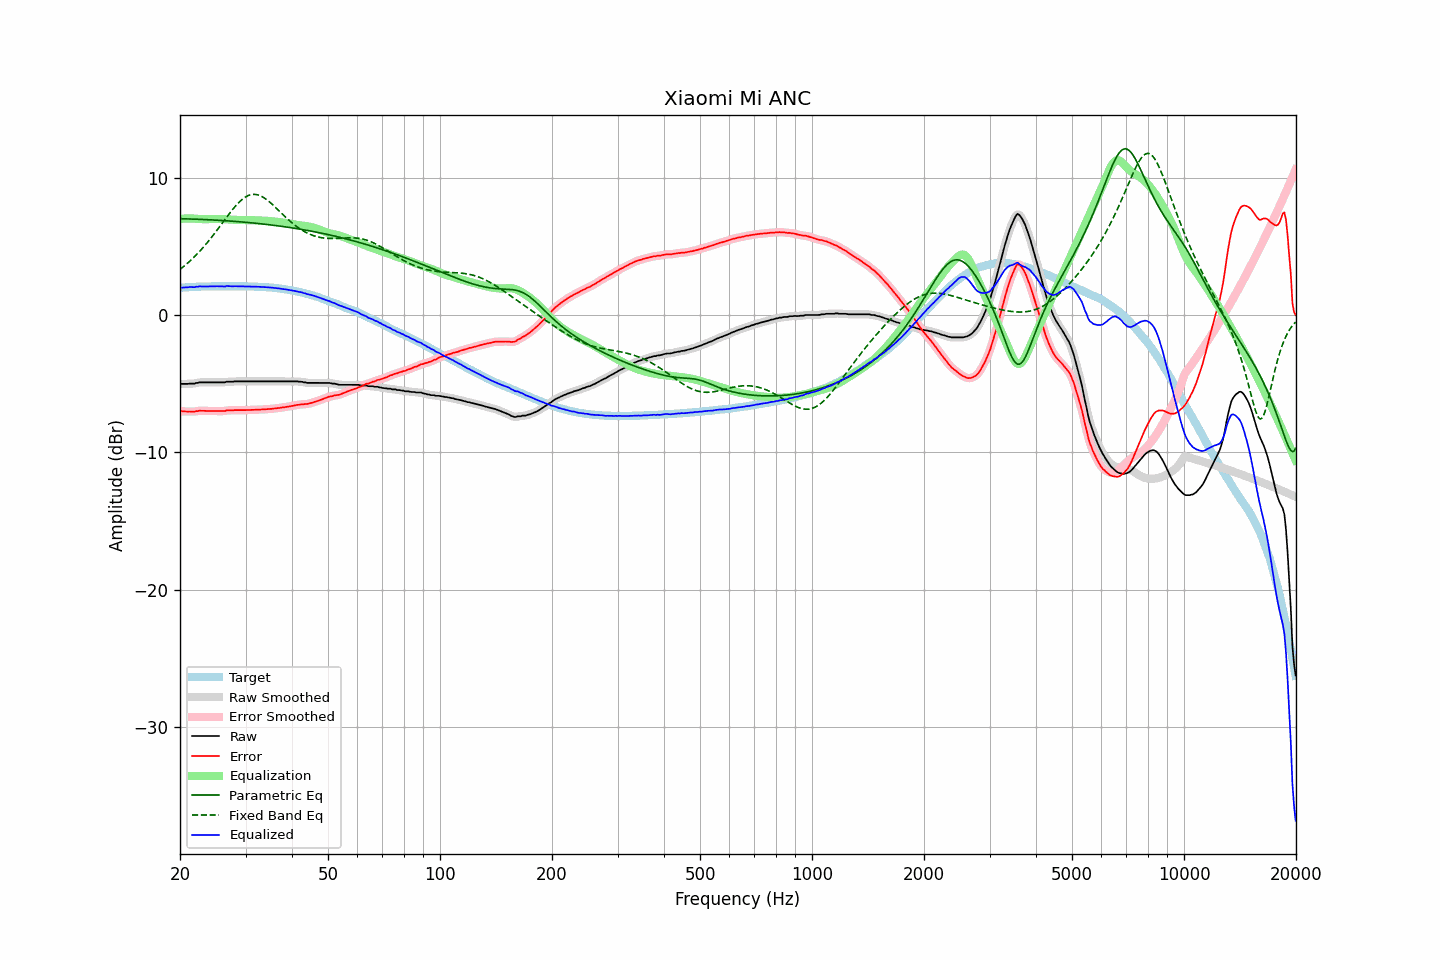 Xiaomi Mi ANC
10
0
−10
−20
−30
Amplitude (dBr)
Target
Raw Smoothed
Error Smoothed
Raw
Error
Equalization
Parametric Eq
Fixed Band Eq
Equalized
20 50 100 200 500 1000 2000 5000 10000 20000
Frequency (Hz)